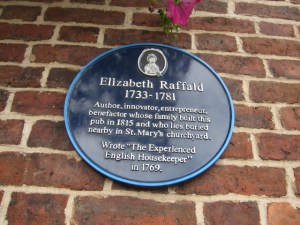 Elizabeth Raffald
1733-1781
Author, innovator, entrepreneur,
benefactor whose family built this
pub in 1815 and who lies buried
nearby in St. Mary's churchyard.
Wrote "The Experienced
English Housekeeper"
in 1769.